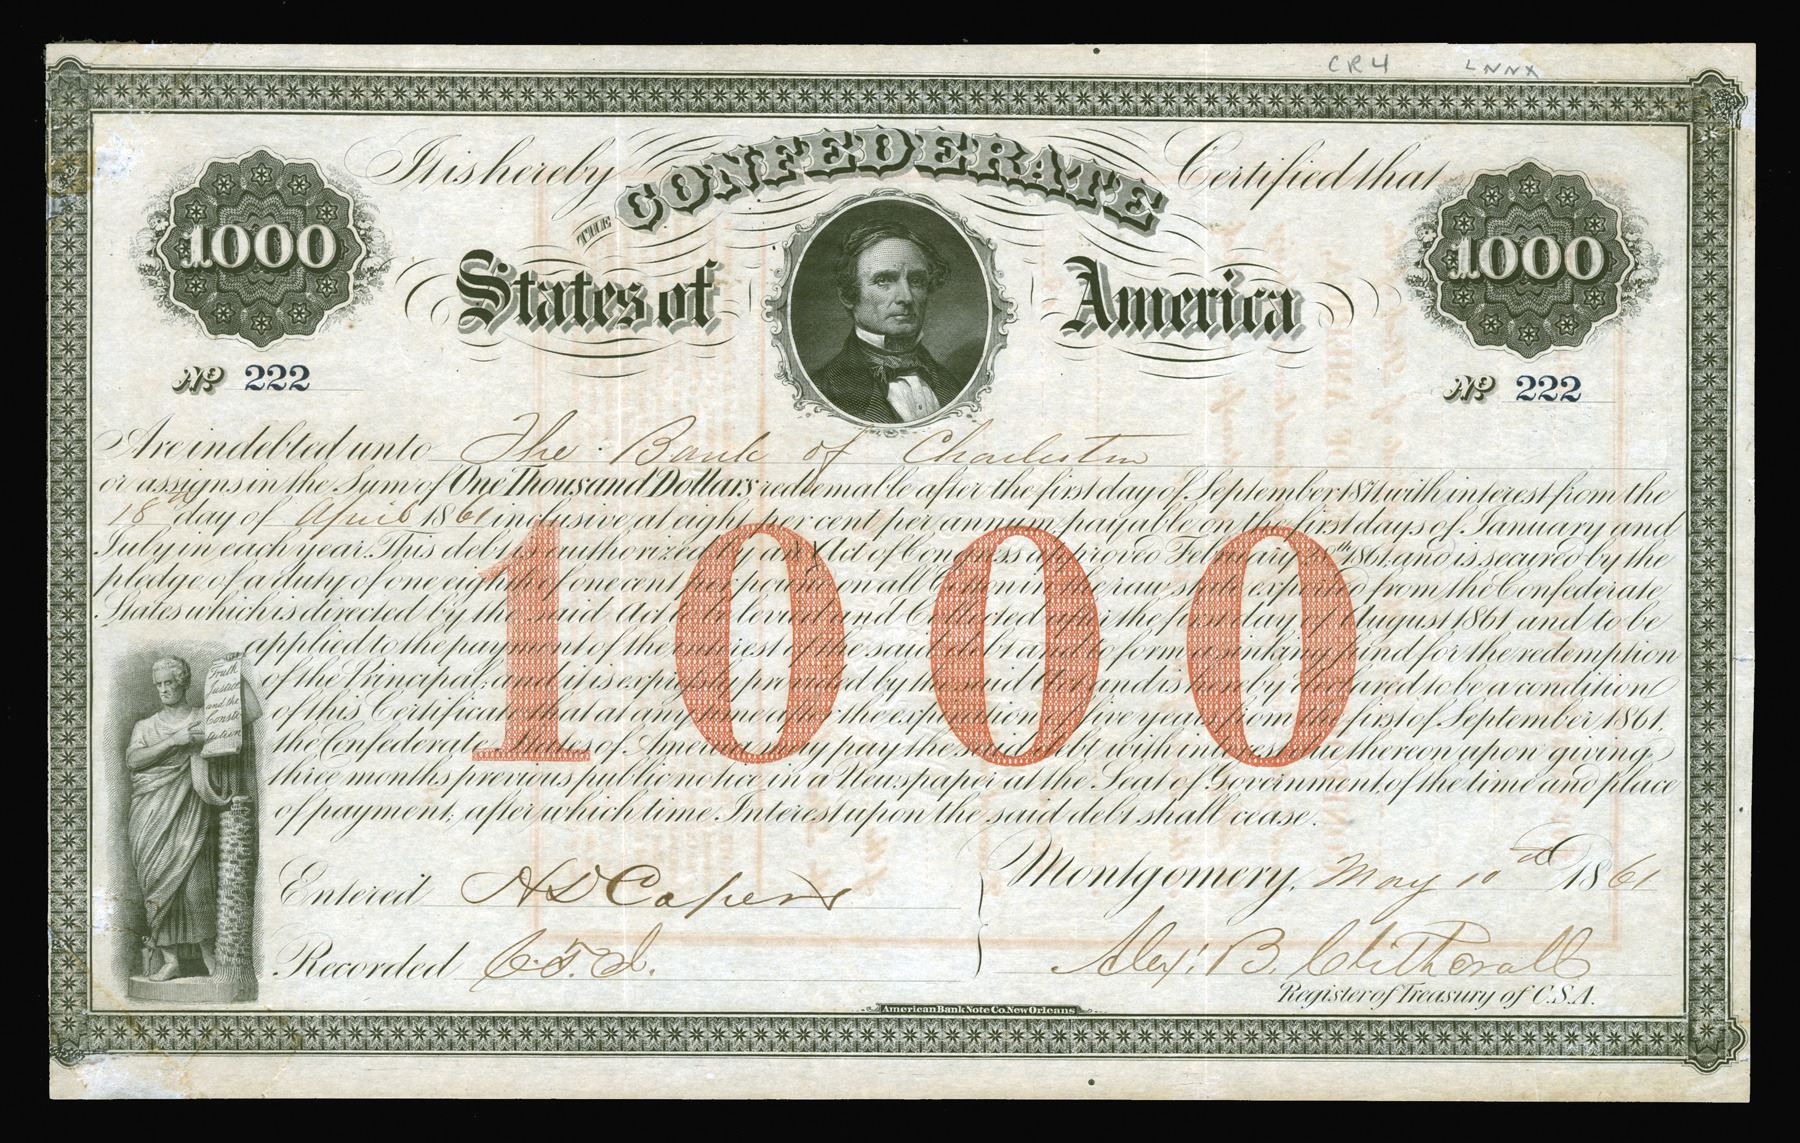 CR4 LNNX
It is hereby Certified that
THE CONFEDERATE
1000 1000
States of America
No 222 No 222
Are indebted unto The Bank of Charleston
or assigns in the Sum of One Thousand Dollars, redeemable after the first day of September 1871 with interest from the
18th day of April 1861 inclusive at eight per cent per annum payable on the first days of January and
July in each year. This debt is authorized by an Act of Congress approved February 28th 1861. and is secured by the
pledge of a duty of one eighth of one cent per pound on all Cotton in the raw state exported from the Confederate
States which is directed by the said Act to be levied and Collected after the first day of August 1861 and to be
applied to the payment of the interest of the said debt and to form a sinking fund for the redemption
of the Principal; and it is expressly provided by the said Act, and is hereby declared to be a condition
of this Certificate that at any time after the expiration of five years from the first of September 1861.
the Confederate States of America may pay the said debt with interest due thereon upon giving
three months previous public notice in a Newspaper at the Seat of Government, of the time and place
of payment; after which time Interest upon the said debt shall cease.
1000
Truth
Justice
and the
Consti
tution
Montgomery, May 10th 1861
Entered H D Capers
Recorded C. T. J.
Alex. B. Clitherall
Register of Treasury of C.S.A.
American Bank Note Co. New Orleans